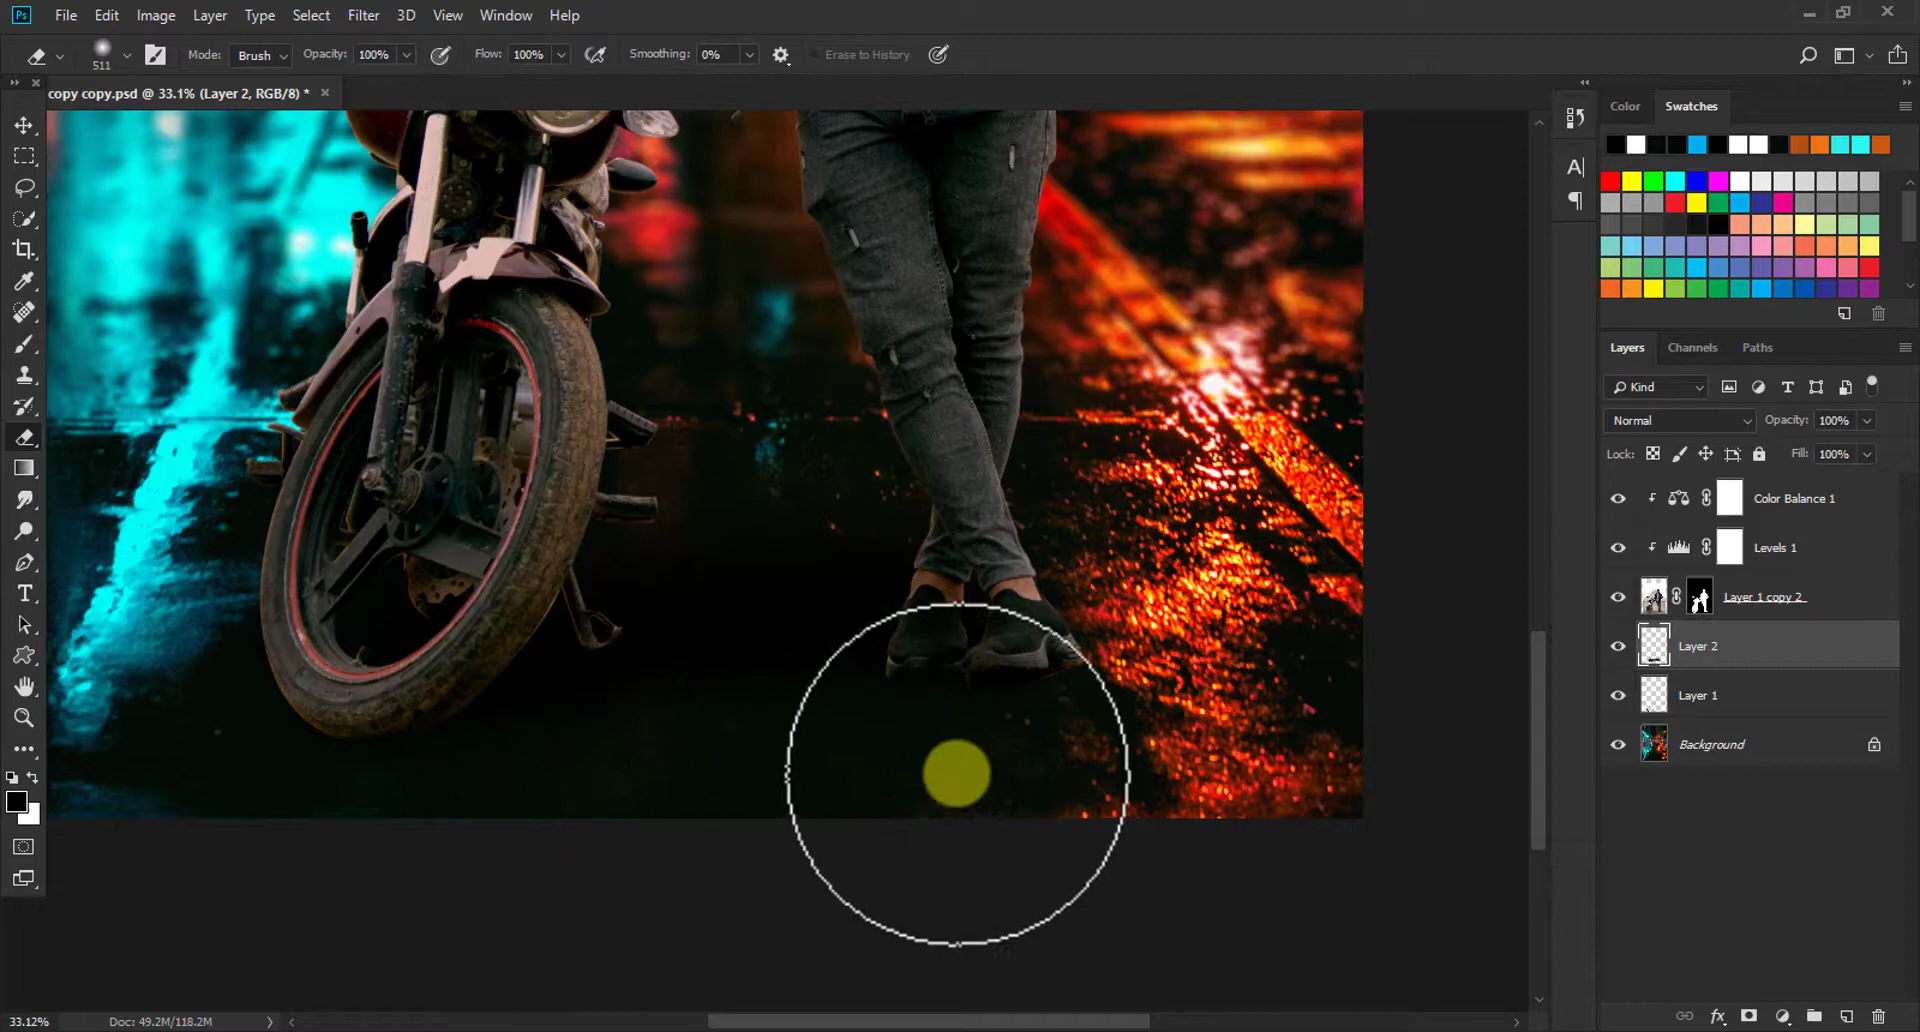 Ps File Edit Image Layer Type Select Filter 3D View Window Help
511 Mode: Brush Opacity: 100% Flow: 100% Smoothing: 0% Erase to History
copy copy.psd @ 33.1% (Layer 2, RGB/8) *
Color Swatches
Layers Channels Paths
Kind
Normal Opacity: 100%
Lock: Fill: 100%
Color Balance 1
Levels 1
Layer 1 copy 2
Layer 2
Layer 1
Background
33.12% Doc: 49.2M/118.2M